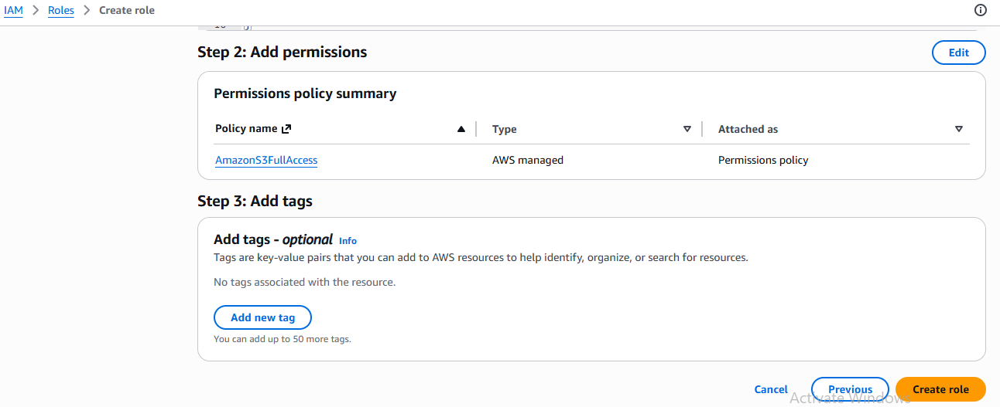 IAM > Roles > Create role
Step 2: Add permissions
Edit
Permissions policy summary
Policy name Type Attached as
AmazonS3FullAccess AWS managed Permissions policy
Step 3: Add tags
Add tags - optional Info
Tags are key-value pairs that you can add to AWS resources to help identify, organize, or search for resources.
No tags associated with the resource.
Add new tag
You can add up to 50 more tags.
Cancel Previous Create role
Activate Windows